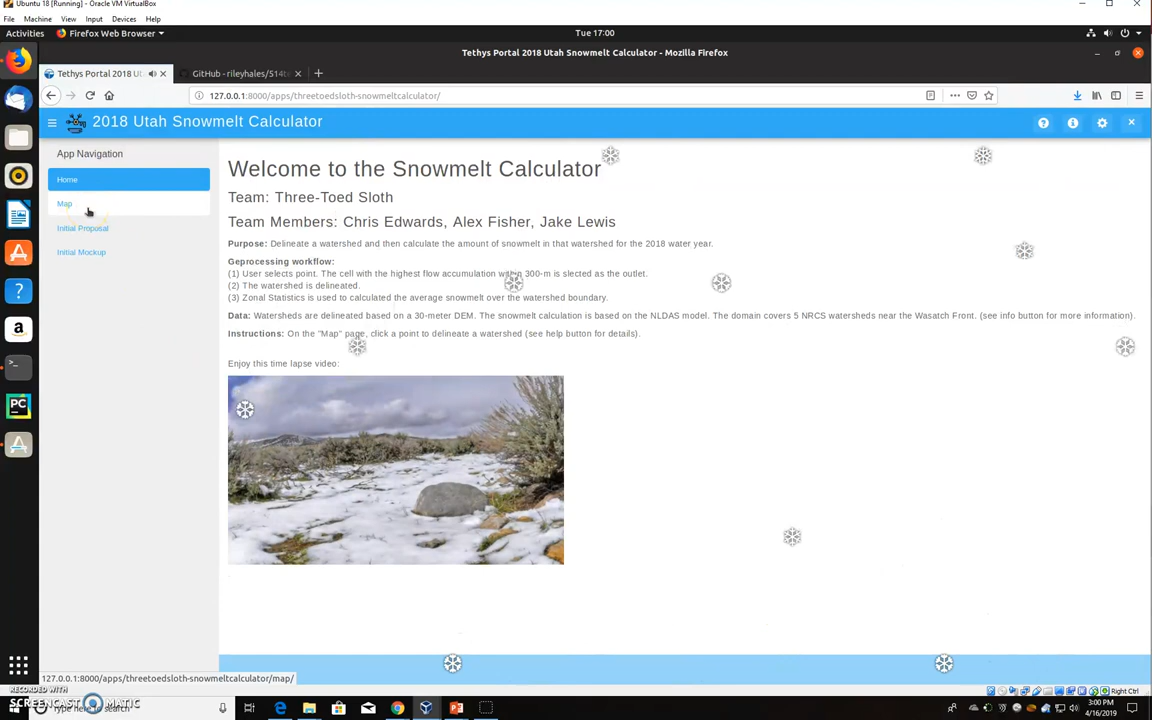 Ubuntu 18 [Running] - Oracle VM VirtualBox
File Machine View Input Devices Help
Activities Firefox Web Browser Tue 17:00
Tethys Portal 2018 Utah Snowmelt Calculator - Mozilla Firefox
Tethys Portal 2018 Ut GitHub - rileyhales/514t
127.0.0.1:8000/apps/threetoedsloth-snowmeltcalculator/
2018 Utah Snowmelt Calculator
App Navigation
Home
Map
Initial Proposal
Initial Mockup
Welcome to the Snowmelt Calculator
Team: Three-Toed Sloth
Team Members: Chris Edwards, Alex Fisher, Jake Lewis
Purpose: Delineate a watershed and then calculate the amount of snowmelt in that watershed for the 2018 water year.
Geprocessing workflow:
(1) User selects point. The cell with the highest flow accumulation within 300-m is slected as the outlet.
(2) The watershed is delineated.
(3) Zonal Statistics is used to calculated the average snowmelt over the watershed boundary.
Data: Watersheds are delineated based on a 30-meter DEM. The snowmelt calculation is based on the NLDAS model. The domain covers 5 NRCS watersheds near the Wasatch Front. (see info button for more information).
Instructions: On the "Map" page, click a point to delineate a watershed (see help button for details).
Enjoy this time lapse video:
127.0.0.1:8000/apps/threetoedsloth-snowmeltcalculator/map/
RECORDED WITH
SCREENCAST MATIC
Type here to search
Right Ctrl
3:00 PM
4/16/2019